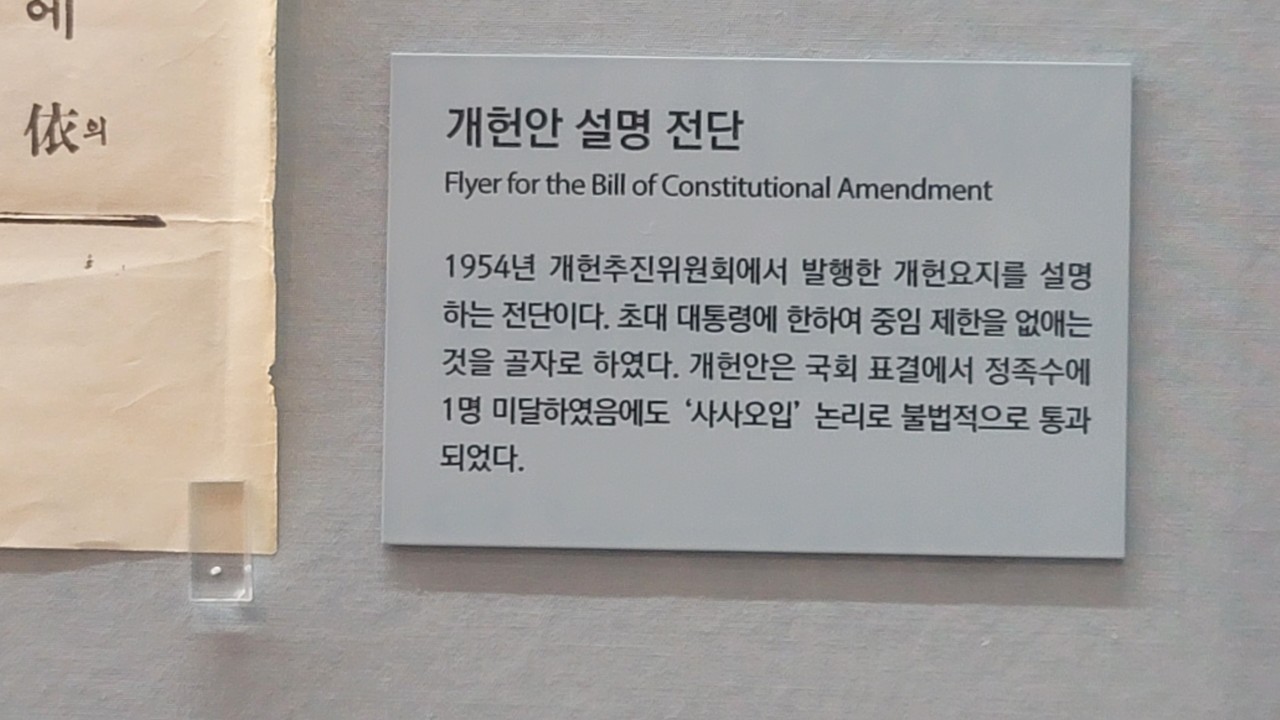 에
依의
개헌안 설명 전단
Flyer for the Bill of Constitutional Amendment
1954년 개헌추진위원회에서 발행한 개헌요지를 설명
하는 전단이다. 초대 대통령에 한하여 중임 제한을 없애는
것을 골자로 하였다. 개헌안은 국회 표결에서 정족수에
1명 미달하였음에도 ‘사사오입’ 논리로 불법적으로 통과
되었다.